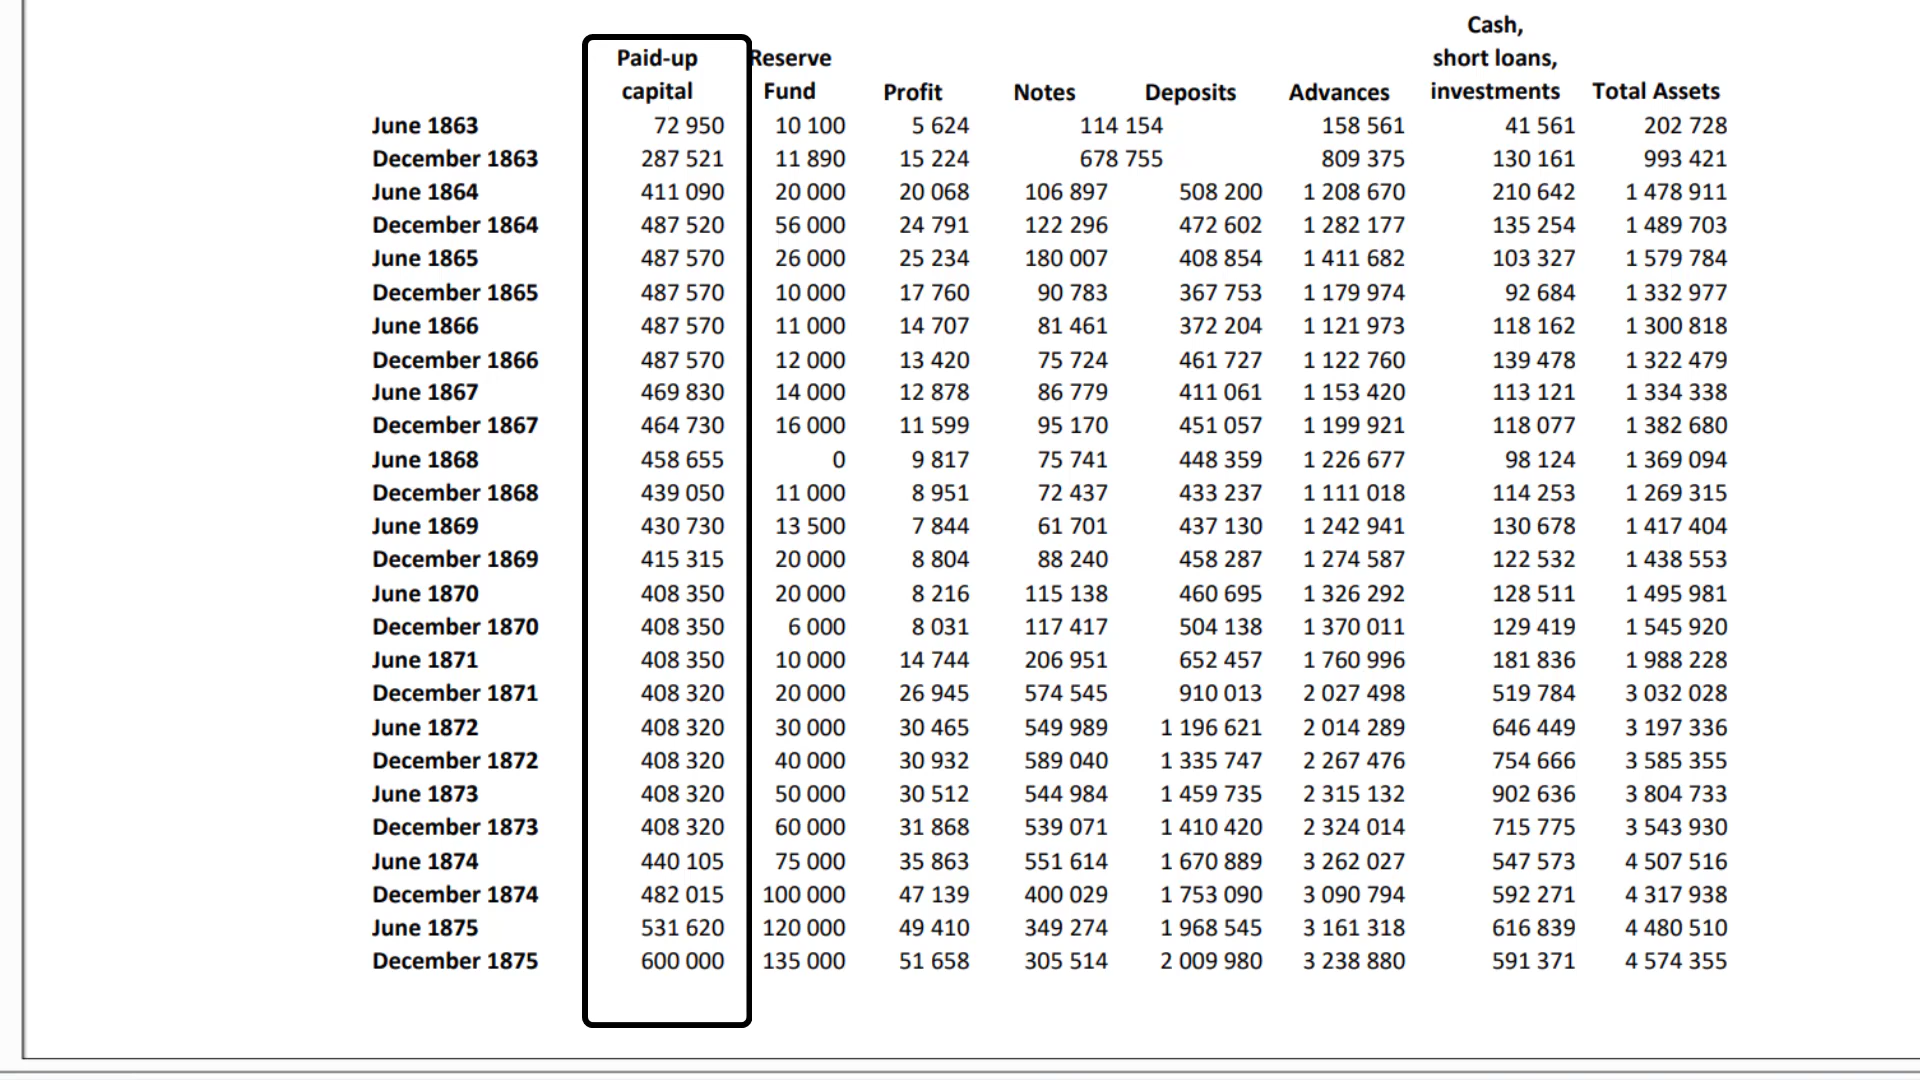 Cash,
Paid-up Reserve short loans,
capital Fund Profit Notes Deposits Advances investments Total Assets
June 1863 72 950 10 100 5 624 114 154 158 561 41 561 202 728
December 1863 287 521 11 890 15 224 678 755 809 375 130 161 993 421
June 1864 411 090 20 000 20 068 106 897 508 200 1 208 670 210 642 1 478 911
December 1864 487 520 56 000 24 791 122 296 472 602 1 282 177 135 254 1 489 703
June 1865 487 570 26 000 25 234 180 007 408 854 1 411 682 103 327 1 579 784
December 1865 487 570 10 000 17 760 90 783 367 753 1 179 974 92 684 1 332 977
June 1866 487 570 11 000 14 707 81 461 372 204 1 121 973 118 162 1 300 818
December 1866 487 570 12 000 13 420 75 724 461 727 1 122 760 139 478 1 322 479
June 1867 469 830 14 000 12 878 86 779 411 061 1 153 420 113 121 1 334 338
December 1867 464 730 16 000 11 599 95 170 451 057 1 199 921 118 077 1 382 680
June 1868 458 655 0 9 817 75 741 448 359 1 226 677 98 124 1 369 094
December 1868 439 050 11 000 8 951 72 437 433 237 1 111 018 114 253 1 269 315
June 1869 430 730 13 500 7 844 61 701 437 130 1 242 941 130 678 1 417 404
December 1869 415 315 20 000 8 804 88 240 458 287 1 274 587 122 532 1 438 553
June 1870 408 350 20 000 8 216 115 138 460 695 1 326 292 128 511 1 495 981
December 1870 408 350 6 000 8 031 117 417 504 138 1 370 011 129 419 1 545 920
June 1871 408 350 10 000 14 744 206 951 652 457 1 760 996 181 836 1 988 228
December 1871 408 320 20 000 26 945 574 545 910 013 2 027 498 519 784 3 032 028
June 1872 408 320 30 000 30 465 549 989 1 196 621 2 014 289 646 449 3 197 336
December 1872 408 320 40 000 30 932 589 040 1 335 747 2 267 476 754 666 3 585 355
June 1873 408 320 50 000 30 512 544 984 1 459 735 2 315 132 902 636 3 804 733
December 1873 408 320 60 000 31 868 539 071 1 410 420 2 324 014 715 775 3 543 930
June 1874 440 105 75 000 35 863 551 614 1 670 889 3 262 027 547 573 4 507 516
December 1874 482 015 100 000 47 139 400 029 1 753 090 3 090 794 592 271 4 317 938
June 1875 531 620 120 000 49 410 349 274 1 968 545 3 161 318 616 839 4 480 510
December 1875 600 000 135 000 51 658 305 514 2 009 980 3 238 880 591 371 4 574 355